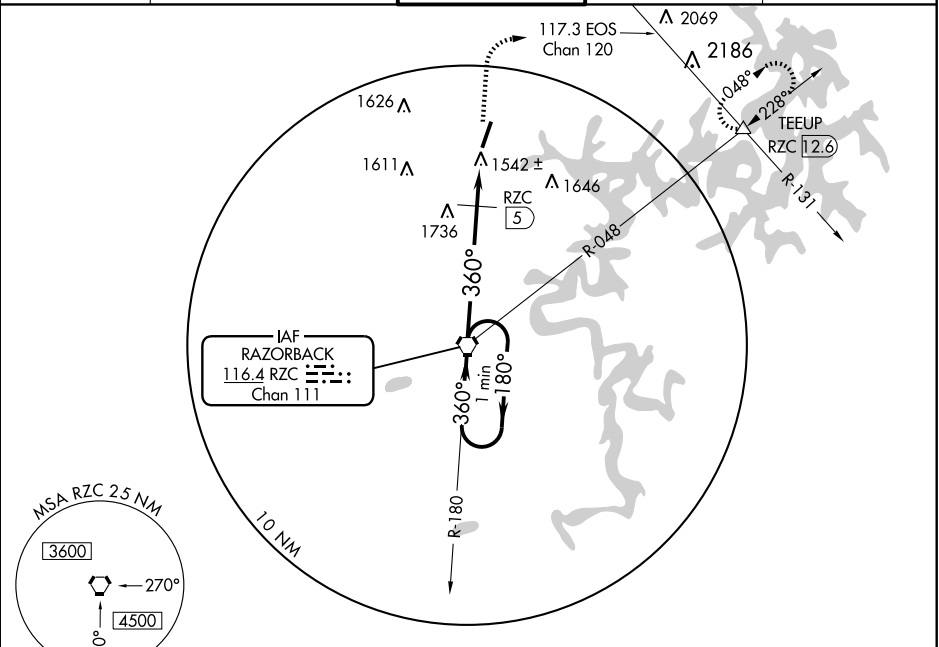 117.3 EOS
Chan 120
2069
2186
048°
228°
TEEUP
RZC 12.6
R-131
1626
1611
1542 ±
1646
1736
RZC
5
360°
R-048
IAF
RAZORBACK
116.4 RZC
Chan 111
360°
1 min
180°
R-180
10 NM
MSA RZC 25 NM
3600
270°
4500
0°